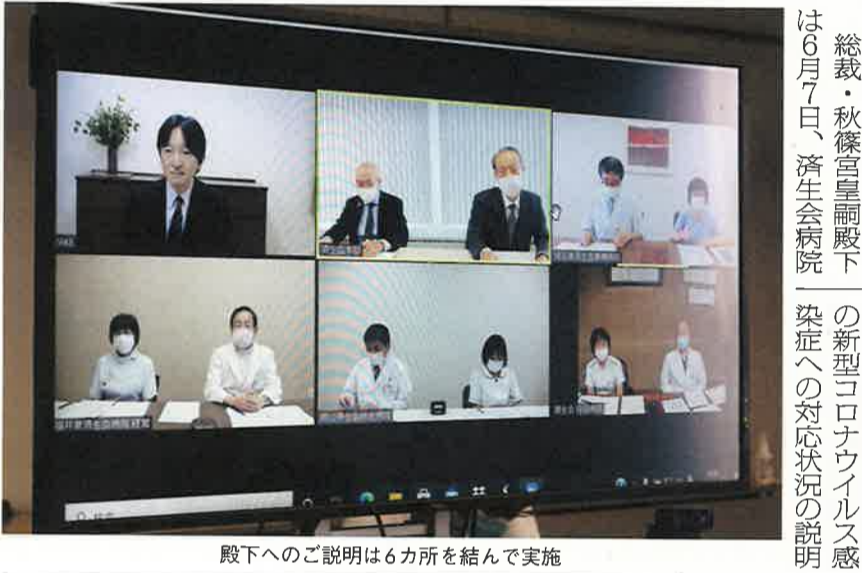 総裁・秋篠宮皇嗣殿下
は6月7日、済生会病院
の新型コロナウイルス感
染症への対応状況の説明
殿下へのご説明は6カ所を結んで実施